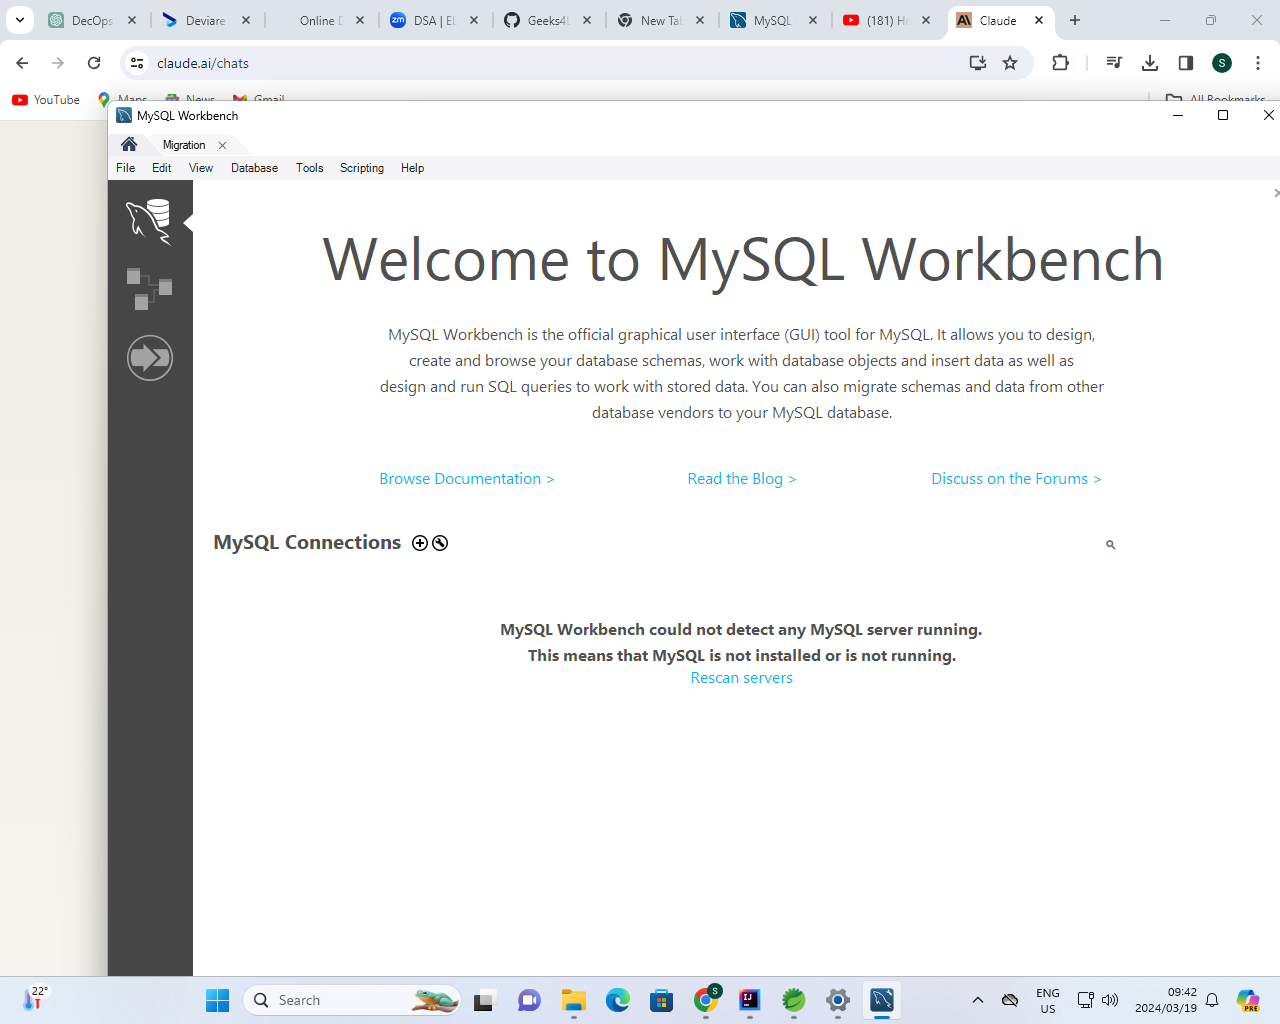 DecOps
Deviare
Online D
DSA | EL
Geeks4L
New Tab
MySQL
(181) Ho
Claude
claude.ai/chats
S
YouTube
Maps
News
Gmail
All Bookmarks
MySQL Workbench
Migration
File Edit View Database Tools Scripting Help
Welcome to MySQL Workbench
MySQL Workbench is the official graphical user interface (GUI) tool for MySQL. It allows you to design,
create and browse your database schemas, work with database objects and insert data as well as
design and run SQL queries to work with stored data. You can also migrate schemas and data from other
database vendors to your MySQL database.
Browse Documentation >
Read the Blog >
Discuss on the Forums >
MySQL Connections
MySQL Workbench could not detect any MySQL server running.
This means that MySQL is not installed or is not running.
Rescan servers
22°
Search
S
ENG
US
09:42
2024/03/19
PRE